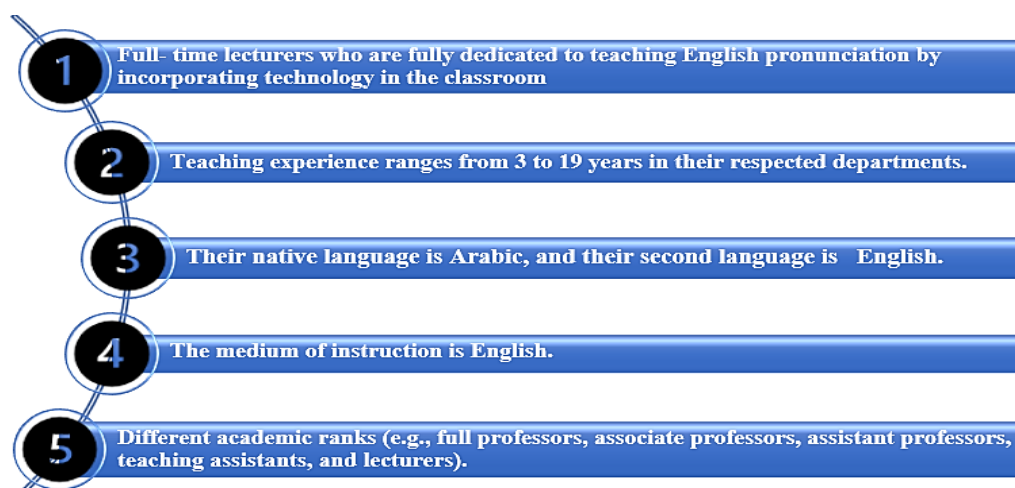 1
Full- time lecturers who are fully dedicated to teaching English pronunciation by
incorporating technology in the classroom
2
Teaching experience ranges from 3 to 19 years in their respected departments.
3
Their native language is Arabic, and their second language is English.
4
The medium of instruction is English.
5
Different academic ranks (e.g., full professors, associate professors, assistant professors,
teaching assistants, and lecturers).